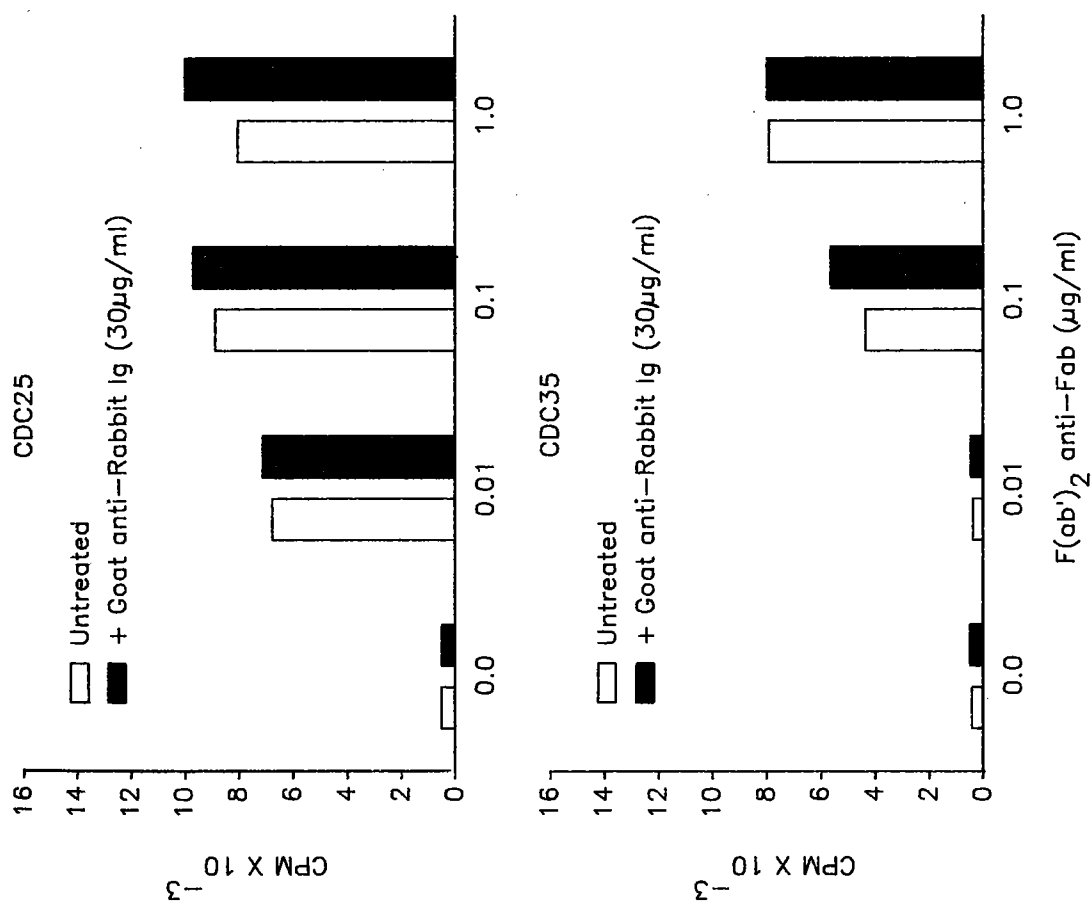 CDC25
Untreated
+ Goat anti-Rabbit Ig (30µg/ml)
CPM X 10⁻³
16
14
12
10
8
6
4
2
0
0.0 0.01 0.1 1.0
CDC35
Untreated
+ Goat anti-Rabbit Ig (30µg/ml)
CPM X 10⁻³
16
14
12
10
8
6
4
2
0
0.0 0.01 0.1 1.0
F(ab')₂ anti-Fab (µg/ml)